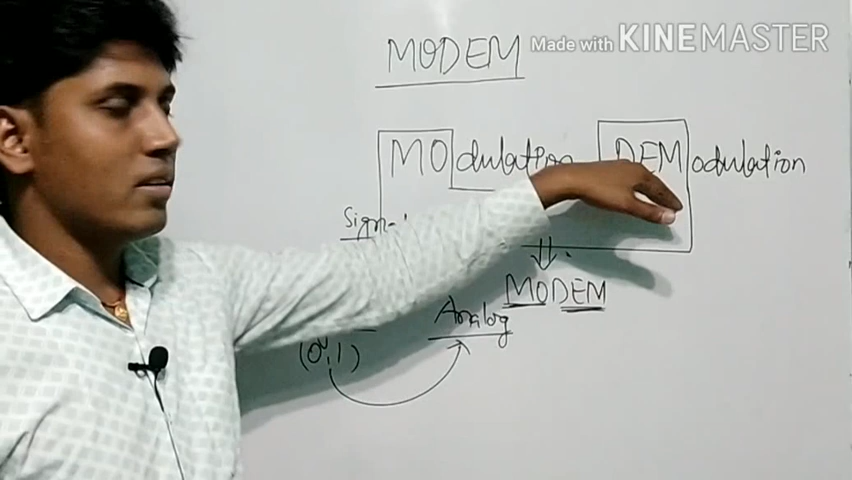 MODEM
Made with KINEMASTER
MOdulation DEModulation
MODEM
Analog
(0,1)